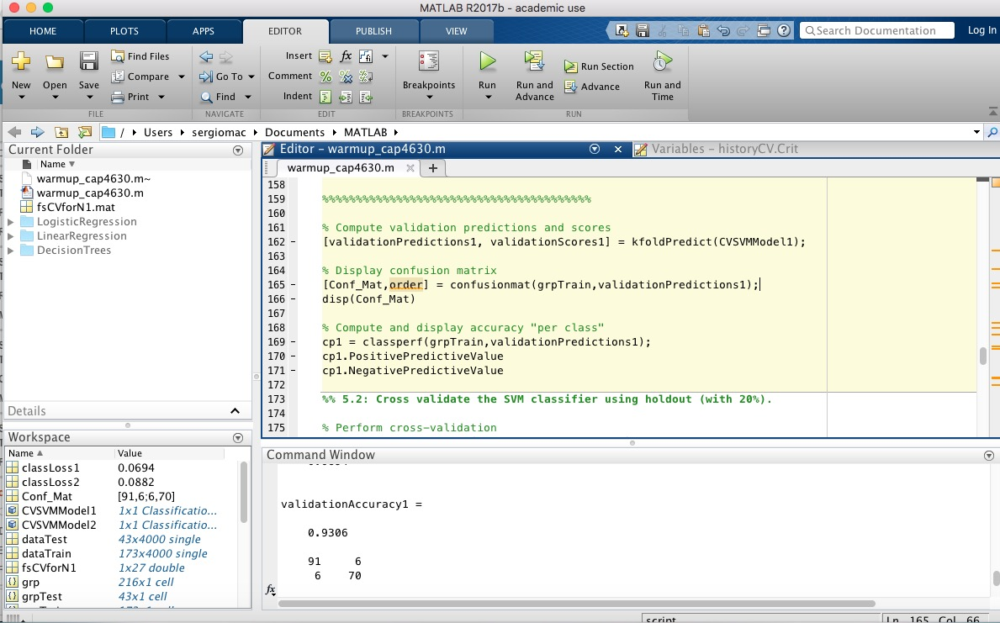 MATLAB R2017b - academic use
HOME PLOTS APPS EDITOR PUBLISH VIEW Search Documentation Log In
New Open Save Find Files Compare Print FILE
Go To Find NAVIGATE
Insert fx Comment Indent EDIT
Breakpoints BREAKPOINTS
Run Run and Advance Run Section Advance Run and Time RUN
/ Users sergiomac Documents MATLAB
Current Folder
Name
warmup_cap4630.m~
warmup_cap4630.m
fsCVforN1.mat
LogisticRegression
LinearRegression
DecisionTrees
Details
Workspace
Name Value
classLoss1 0.0694
classLoss2 0.0882
Conf_Mat [91,6;6,70]
CVSVMModel1 1x1 Classificatio...
CVSVMModel2 1x1 Classificatio...
dataTest 43x4000 single
dataTrain 173x4000 single
fsCVforN1 1x27 double
grp 216x1 cell
grpTest 43x1 cell
Editor - warmup_cap4630.m
Variables - historyCV.Crit
warmup_cap4630.m
158
159 %%%%%%%%%%%%%%%%%%%%%%%%%%%%%%%%%%%%%%%%
160
161 % Compute validation predictions and scores
162 - [validationPredictions1, validationScores1] = kfoldPredict(CVSVMModel1);
163
164 % Display confusion matrix
165 - [Conf_Mat,order] = confusionmat(grpTrain,validationPredictions1);
166 - disp(Conf_Mat)
167
168 % Compute and display accuracy "per class"
169 - cp1 = classperf(grpTrain,validationPredictions1);
170 - cp1.PositivePredictiveValue
171 - cp1.NegativePredictiveValue
172
173 %% 5.2: Cross validate the SVM classifier using holdout (with 20%).
174
175 % Perform cross-validation
Command Window
validationAccuracy1 =
0.9306
91 6
6 70
fx
script Ln 165 Col 66